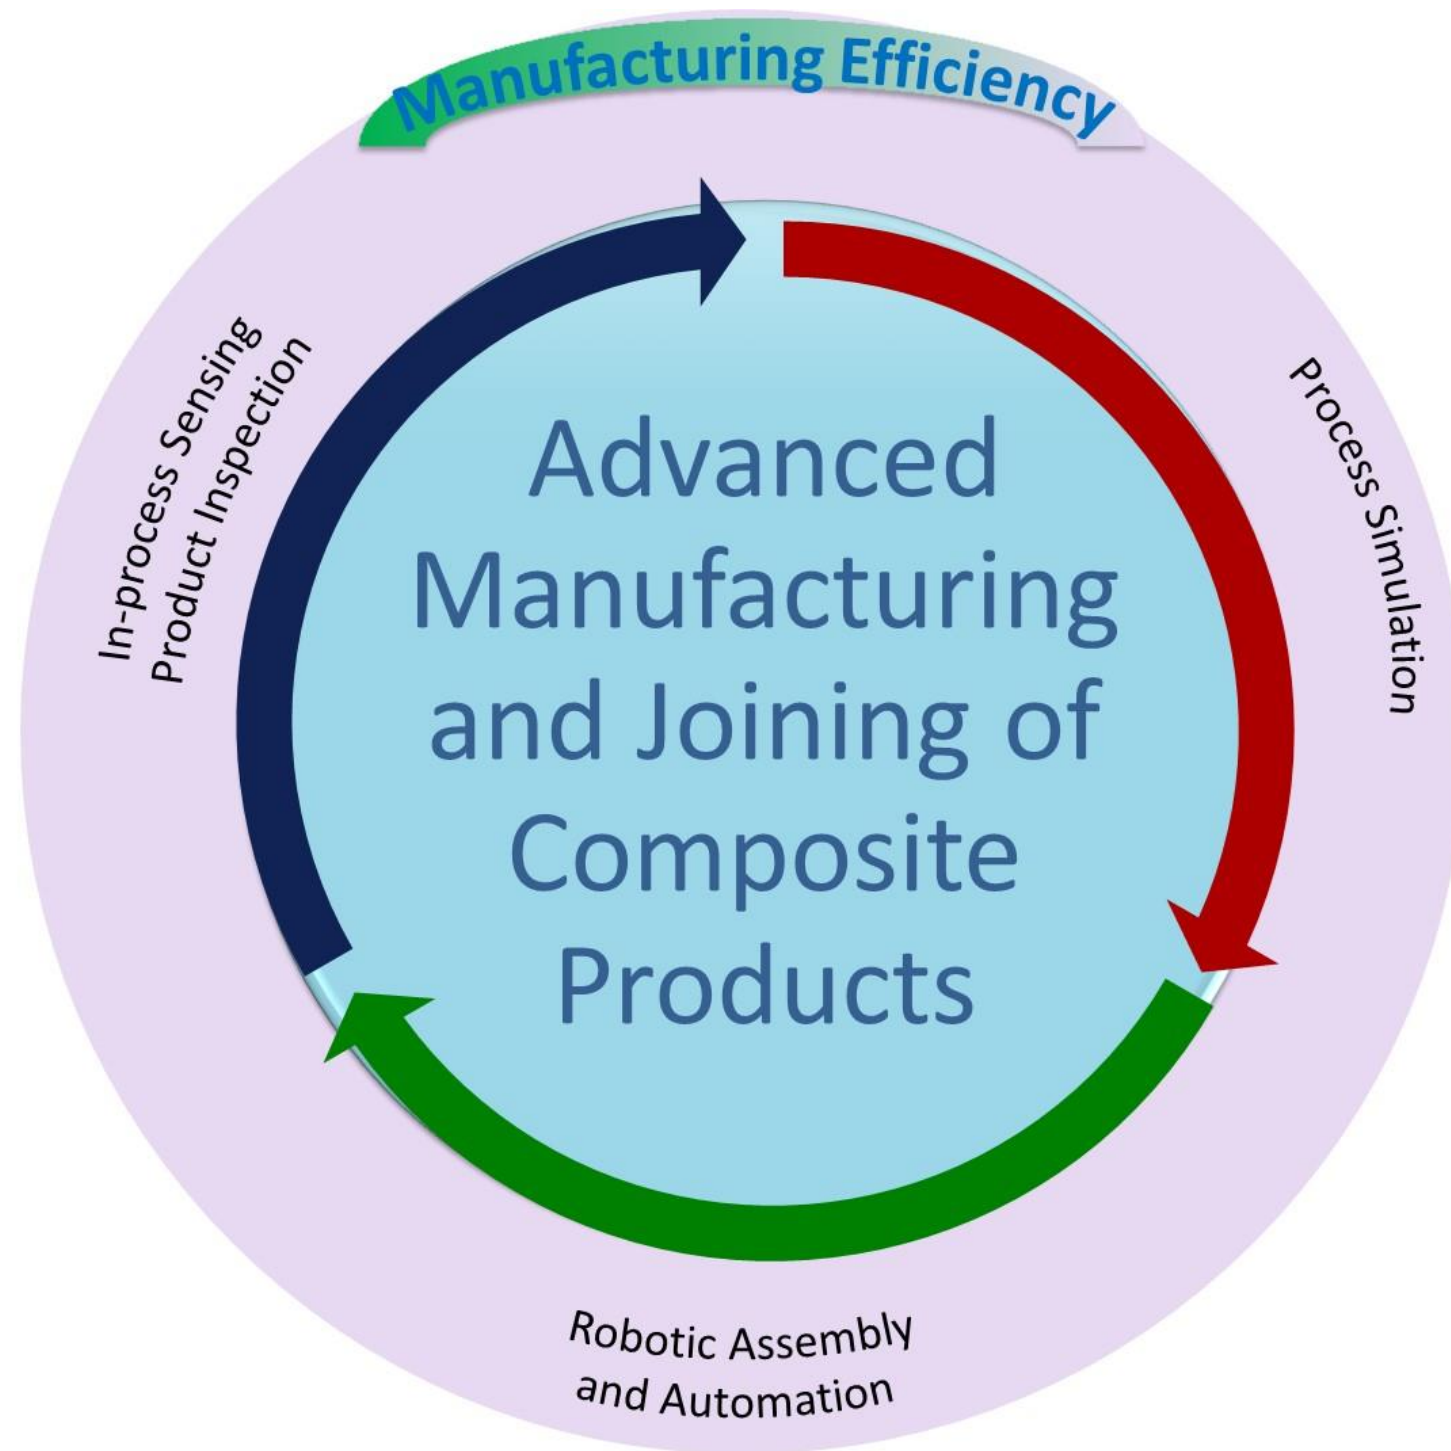 Manufacturing Efficiency
In-process Sensing
Product Inspection
Process Simulation
Advanced
Manufacturing
and Joining of
Composite
Products
Robotic Assembly
and Automation